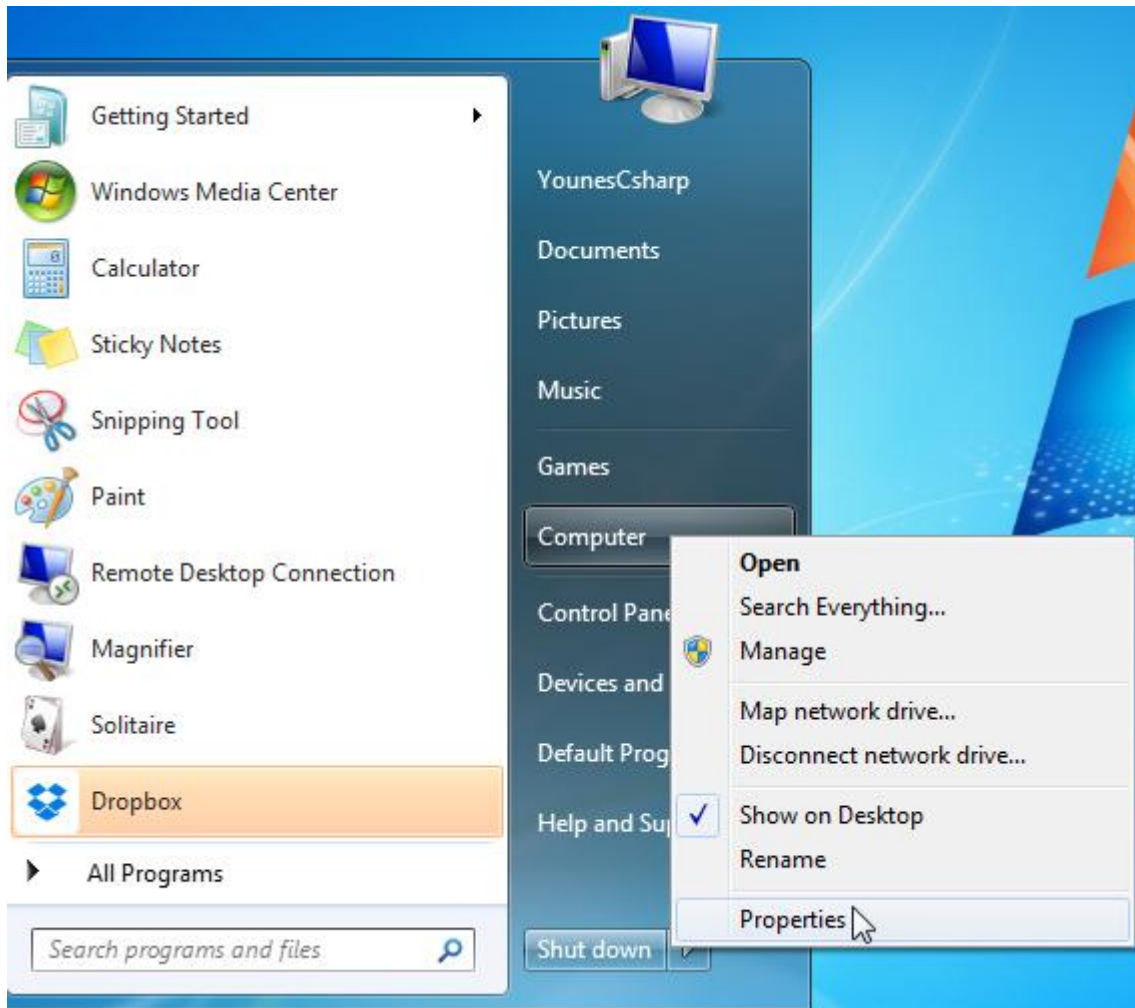 Getting Started
Windows Media Center
Calculator
Sticky Notes
Snipping Tool
Paint
Remote Desktop Connection
Magnifier
Solitaire
Dropbox
All Programs
Search programs and files
YounesCsharp
Documents
Pictures
Music
Games
Computer
Control Pane
Devices and
Default Prog
Help and Su
Shut down
Open
Search Everything...
Manage
Map network drive...
Disconnect network drive...
Show on Desktop
Rename
Properties